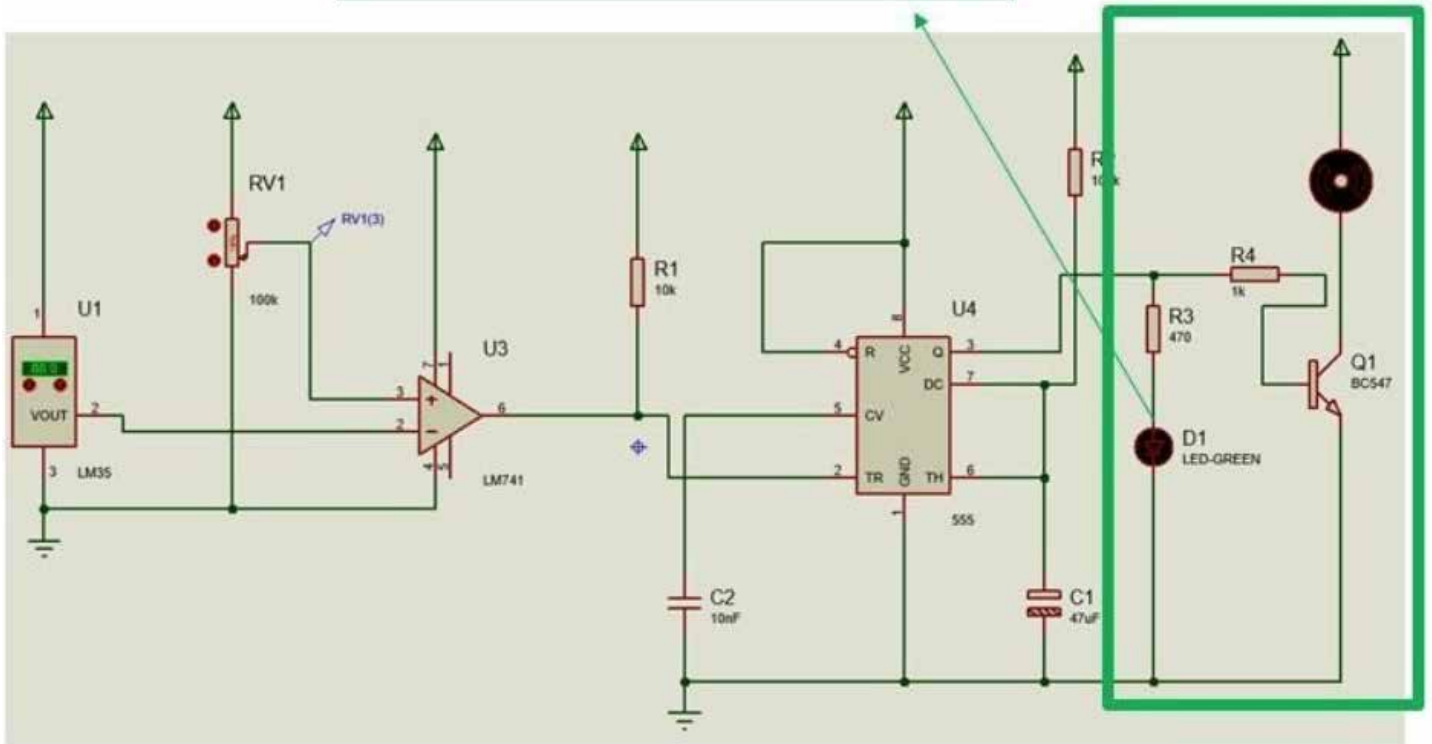 RV1
RV1(3)
100k
U1
1
VOUT
2
3
LM35
U3
7
1
3
+
2
−
6
4
5
LM741
R1
10k
U4
8
4
R
VCC
Q
3
DC
7
5
CV
2
TR
GND
TH
6
1
555
C2
10nF
C1
47uF
R4
1k
R3
470
D1
LED-GREEN
Q1
BC547